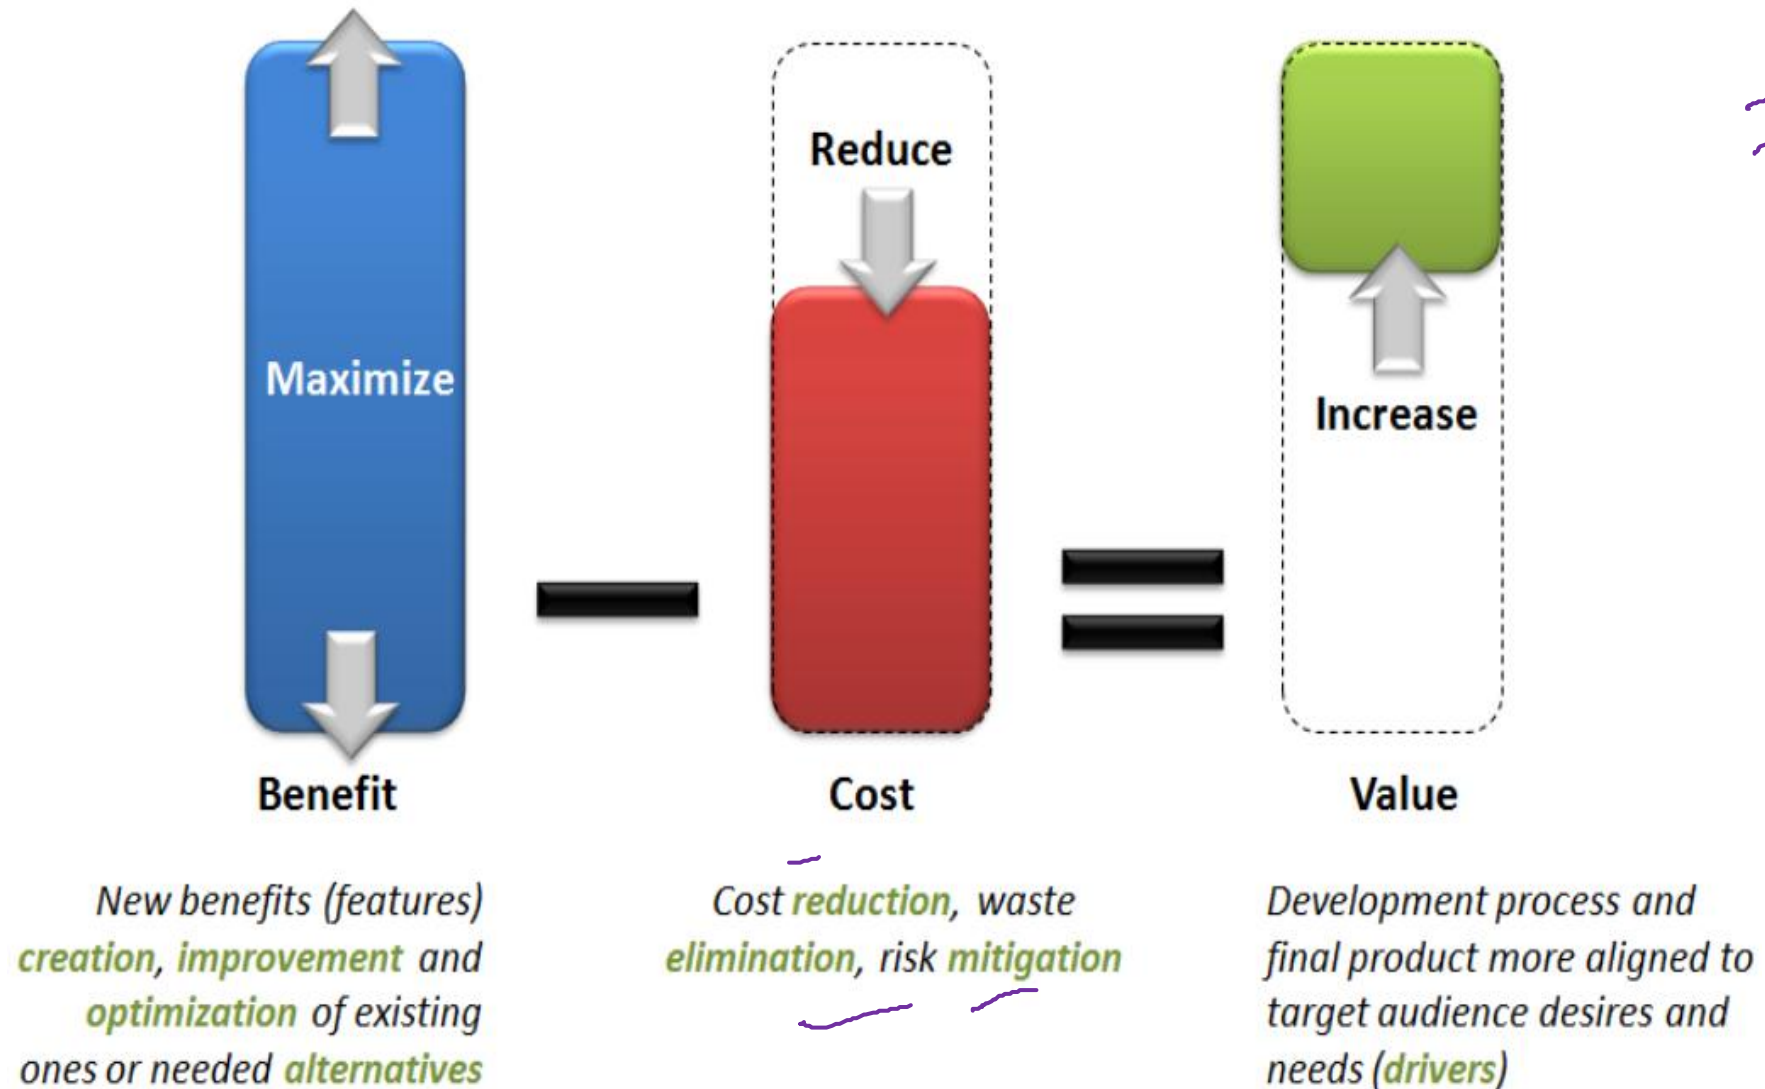 Maximize
Reduce
Increase
Benefit
Cost
Value
New benefits (features)
creation, improvement and
optimization of existing
ones or needed alternatives
Cost reduction, waste
elimination, risk mitigation
Development process and
final product more aligned to
target audience desires and
needs (drivers)